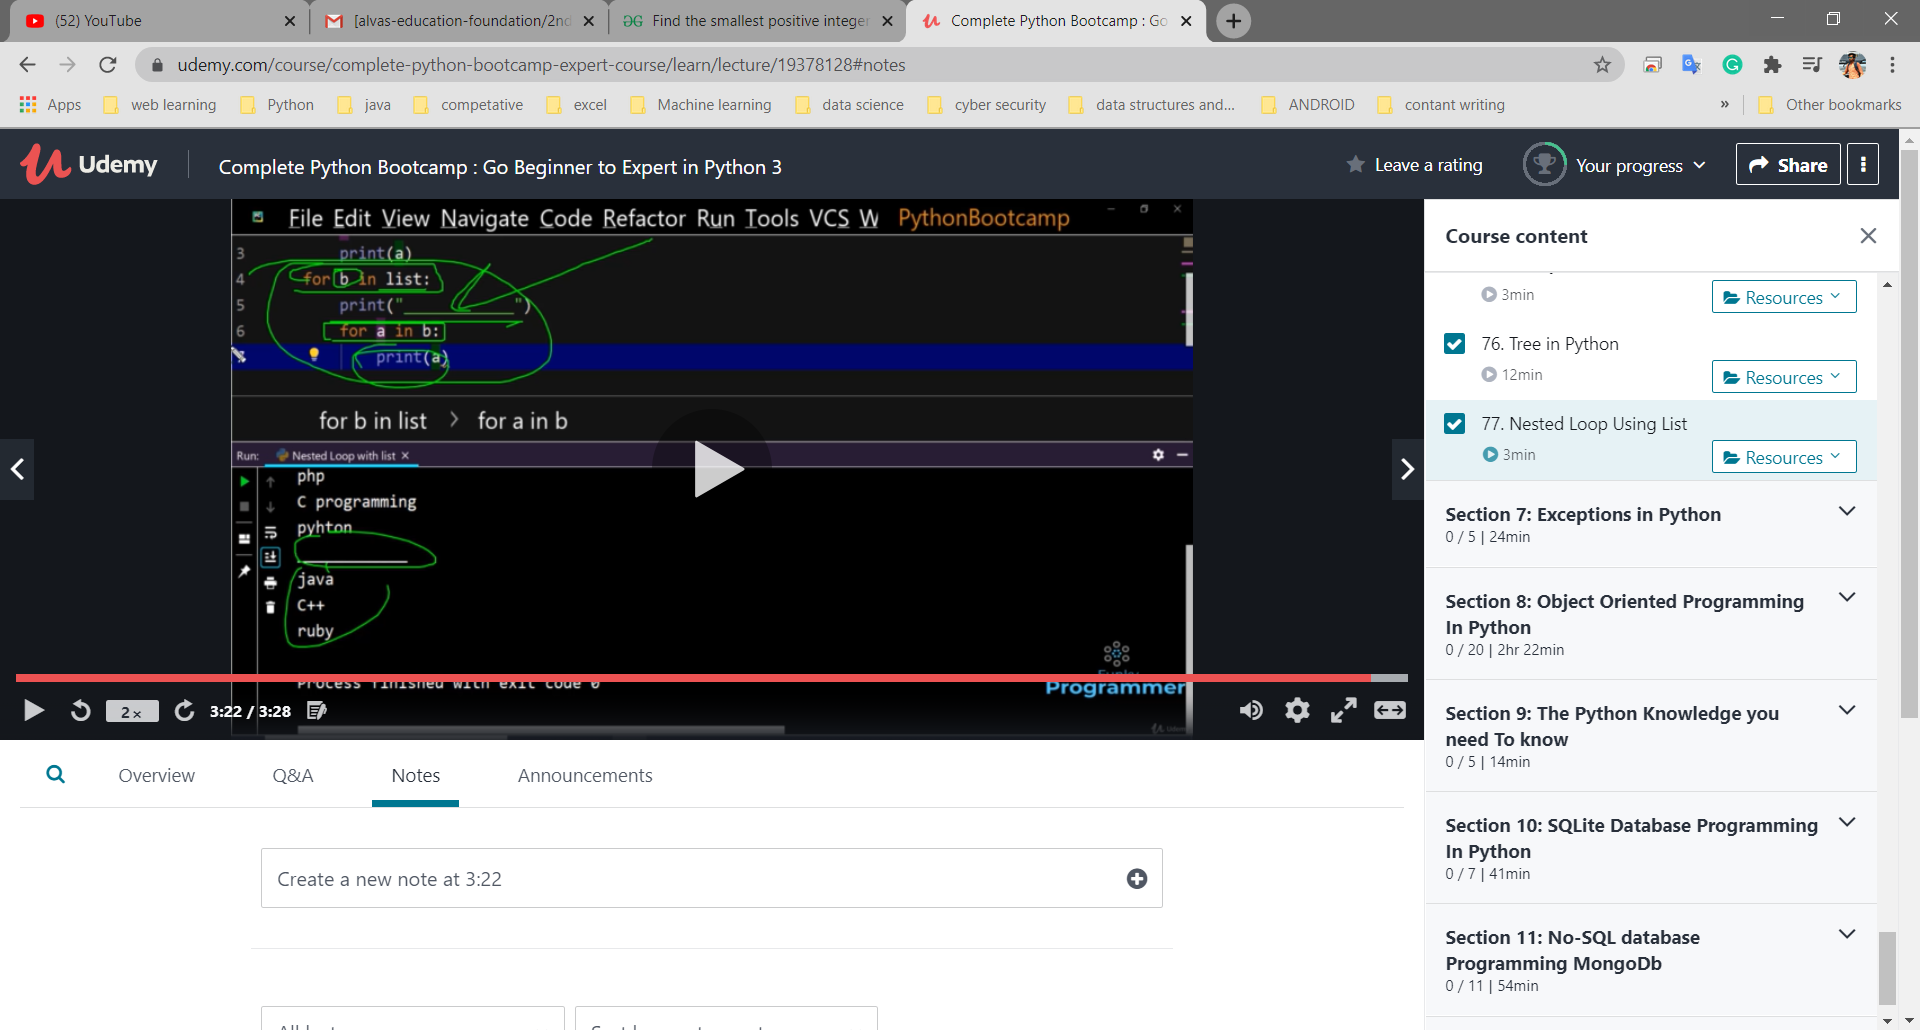 (52) YouTube
[alvas-education-foundation/2nd
Find the smallest positive integer
Complete Python Bootcamp : Go
udemy.com/course/complete-python-bootcamp-expert-course/learn/lecture/19378128#notes
Apps web learning Python java competative excel Machine learning data science cyber security data structures and... ANDROID contant writing » Other bookmarks
Udemy Complete Python Bootcamp : Go Beginner to Expert in Python 3 Leave a rating Your progress Share
File Edit View Navigate Code Refactor Run Tools VCS W PythonBootcamp
3 print(a)
4 for b in list:
5 print("____________")
6 for a in b:
print(a)
for b in list > for a in b
Run: Nested Loop with list ×
php
C programming
pyhton
____________
java
C++
ruby
Process finished with exit code 0
Programmer
2× 3:22 / 3:28
Overview Q&A Notes Announcements
Create a new note at 3:22
Course content
3min Resources
76. Tree in Python
12min Resources
77. Nested Loop Using List
3min Resources
Section 7: Exceptions in Python
0 / 5 | 24min
Section 8: Object Oriented Programming
In Python
0 / 20 | 2hr 22min
Section 9: The Python Knowledge you
need To know
0 / 5 | 14min
Section 10: SQLite Database Programming
In Python
0 / 7 | 41min
Section 11: No-SQL database
Programming MongoDb
0 / 11 | 54min